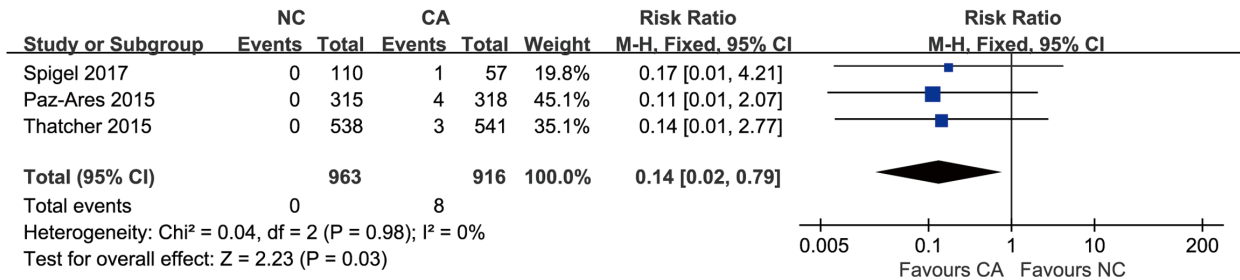 NC CA Risk Ratio Risk Ratio
Study or Subgroup Events Total Events Total Weight M-H, Fixed, 95% CI M-H, Fixed, 95% CI
Spigel 2017 0 110 1 57 19.8% 0.17 [0.01, 4.21]
Paz-Ares 2015 0 315 4 318 45.1% 0.11 [0.01, 2.07]
Thatcher 2015 0 538 3 541 35.1% 0.14 [0.01, 2.77]
Total (95% CI) 963 916 100.0% 0.14 [0.02, 0.79]
Total events 0 8
Heterogeneity: Chi² = 0.04, df = 2 (P = 0.98); I² = 0%
Test for overall effect: Z = 2.23 (P = 0.03)
0.005 0.1 1 10 200
Favours CA Favours NC